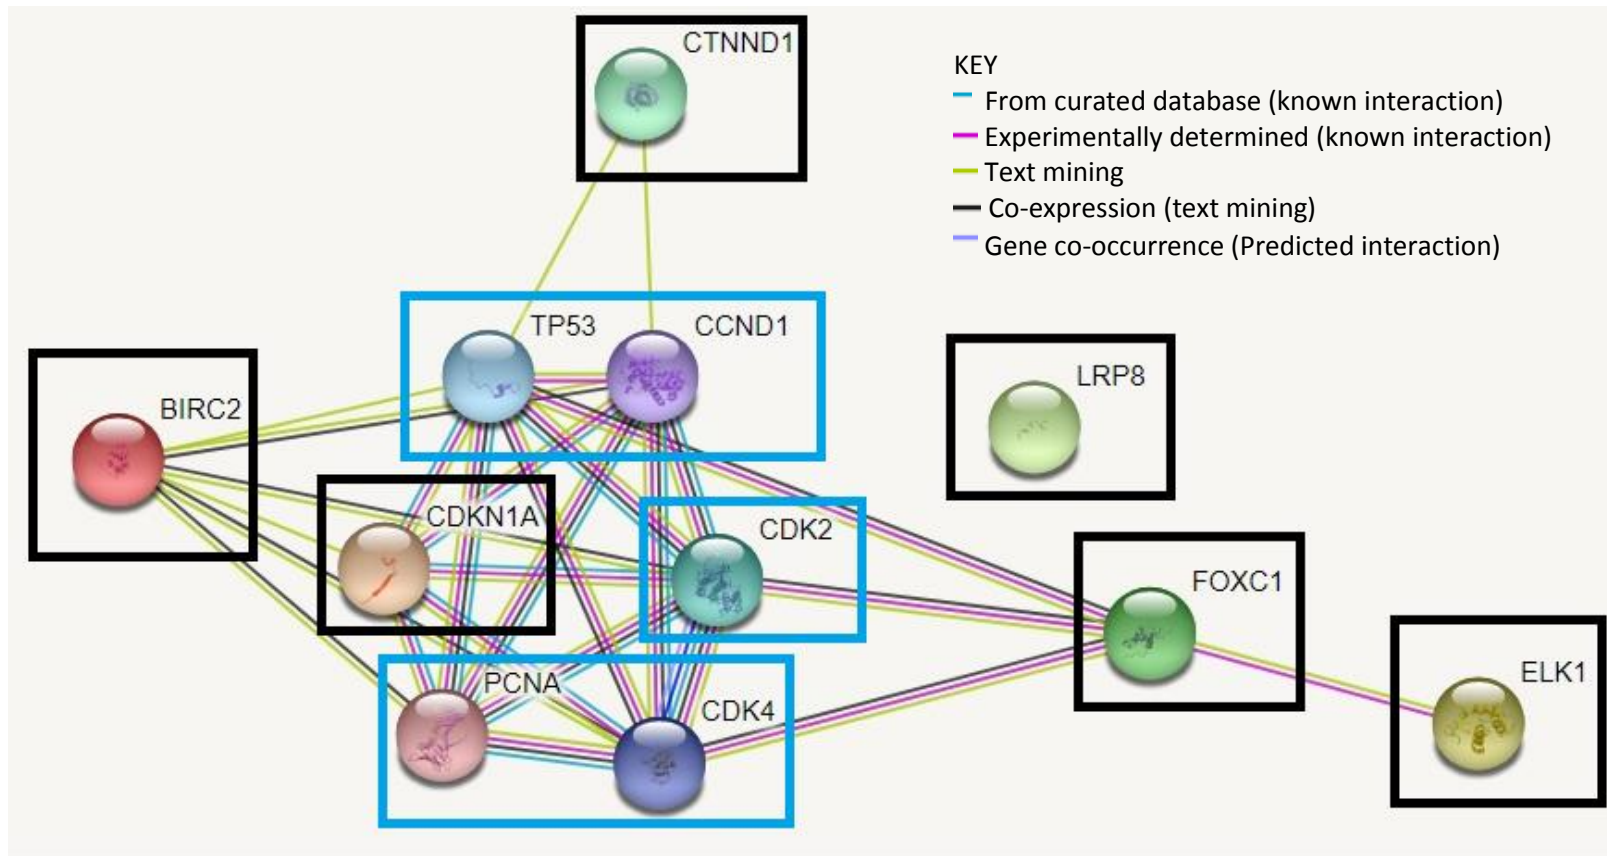 CTNND1
KEY
From curated database (known interaction)
Experimentally determined (known interaction)
Text mining
Co-expression (text mining)
Gene co-occurrence (Predicted interaction)
TP53
CCND1
LRP8
BIRC2
CDKN1A
CDK2
FOXC1
PCNA
CDK4
ELK1